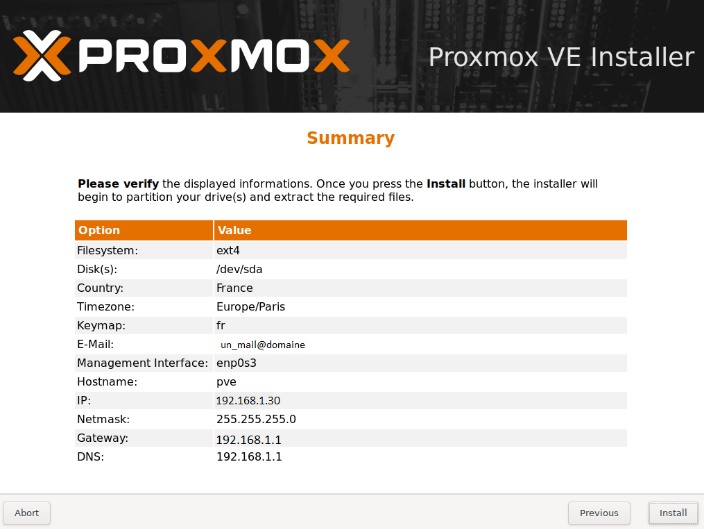 PROXMOX
Proxmox VE Installer
Summary
Please verify the displayed informations. Once you press the Install button, the installer will
begin to partition your drive(s) and extract the required files.
Option Value
Filesystem: ext4
Disk(s): /dev/sda
Country: France
Timezone: Europe/Paris
Keymap: fr
E-Mail: un_mail@domaine
Management Interface: enp0s3
Hostname: pve
IP: 192.168.1.30
Netmask: 255.255.255.0
Gateway: 192.168.1.1
DNS: 192.168.1.1
Abort Previous Install